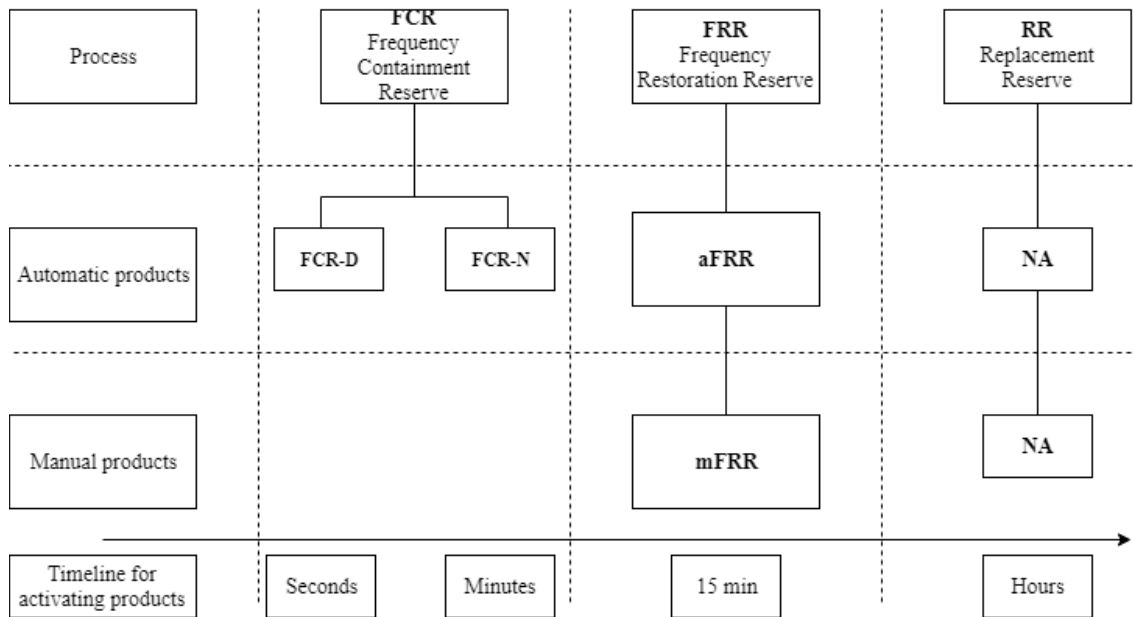 Process
FCR
Frequency
Containment
Reserve
FRR
Frequency
Restoration Reserve
RR
Replacement
Reserve
Automatic products
FCR-D
FCR-N
aFRR
NA
Manual products
mFRR
NA
Timeline for
activating products
Seconds
Minutes
15 min
Hours